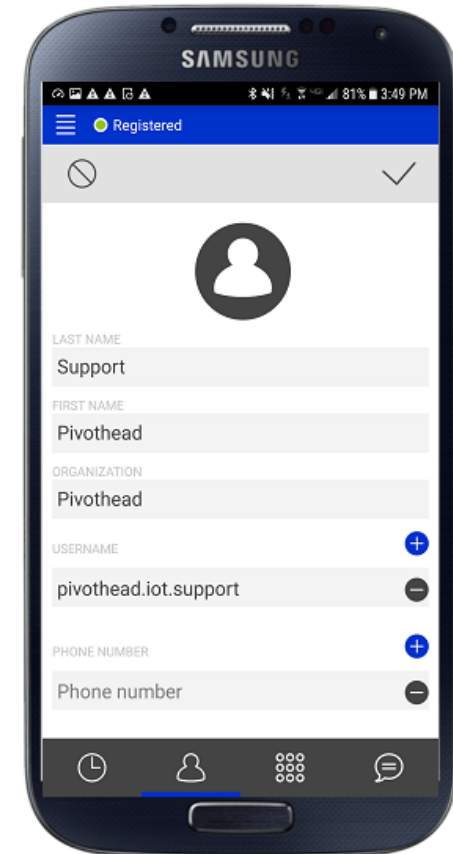 SAMSUNG
81% 3:49 PM
Registered
LAST NAME
Support
FIRST NAME
Pivothead
ORGANIZATION
Pivothead
USERNAME
pivothead.iot.support
PHONE NUMBER
Phone number